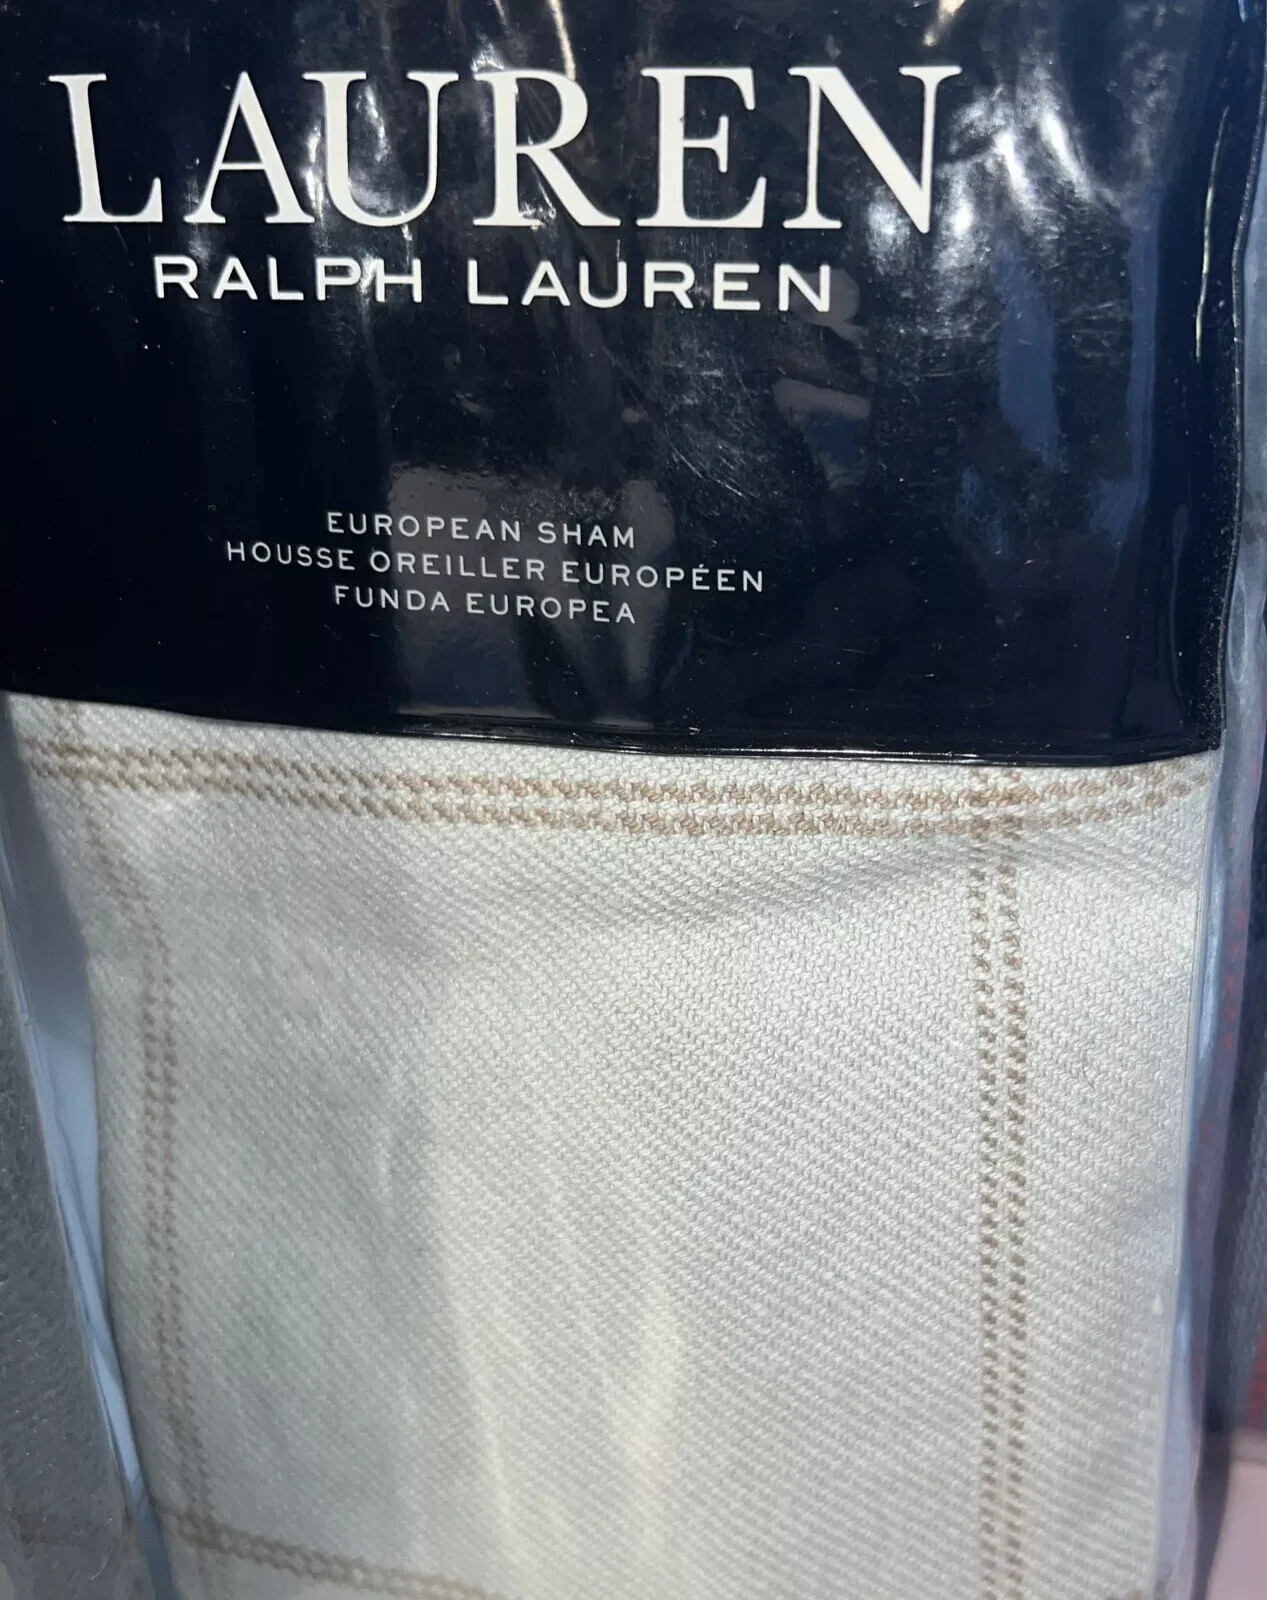 LAUREN
RALPH LAUREN
EUROPEAN SHAM
HOUSSE OREILLER EUROPÉEN
FUNDA EUROPEA